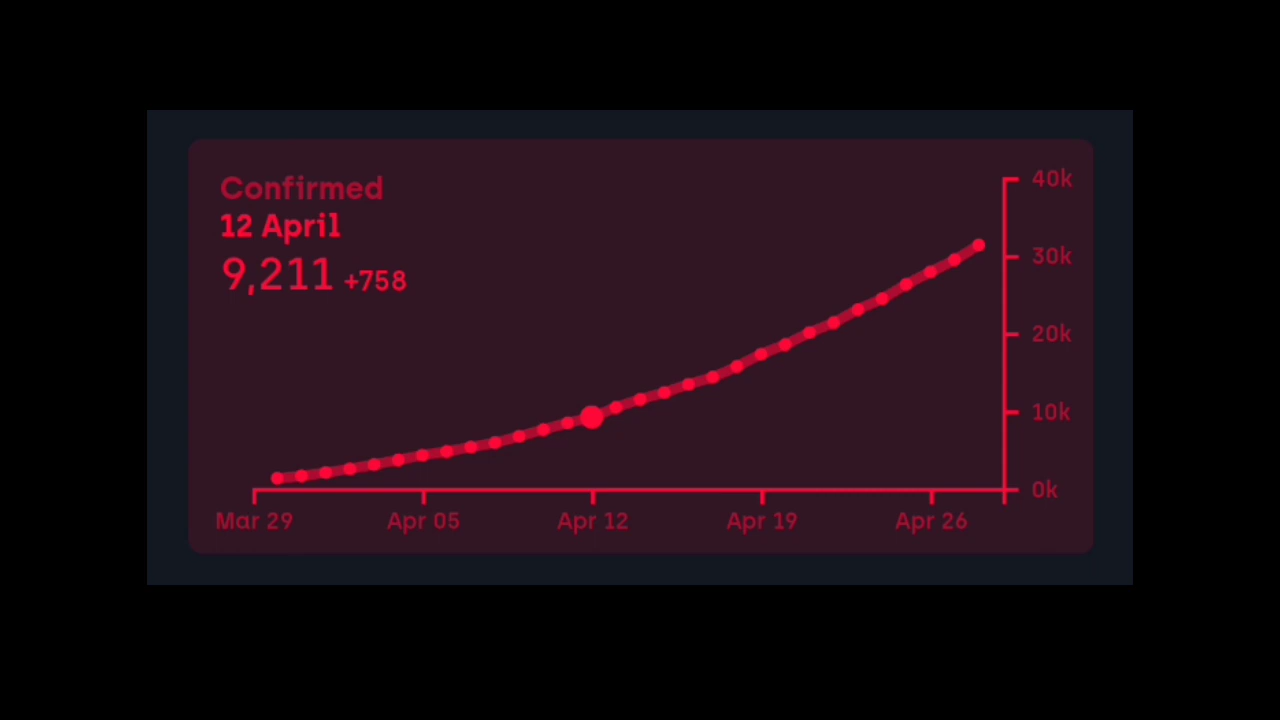 Confirmed
12 April
9,211 +758
40k
30k
20k
10k
0k
Mar 29 Apr 05 Apr 12 Apr 19 Apr 26